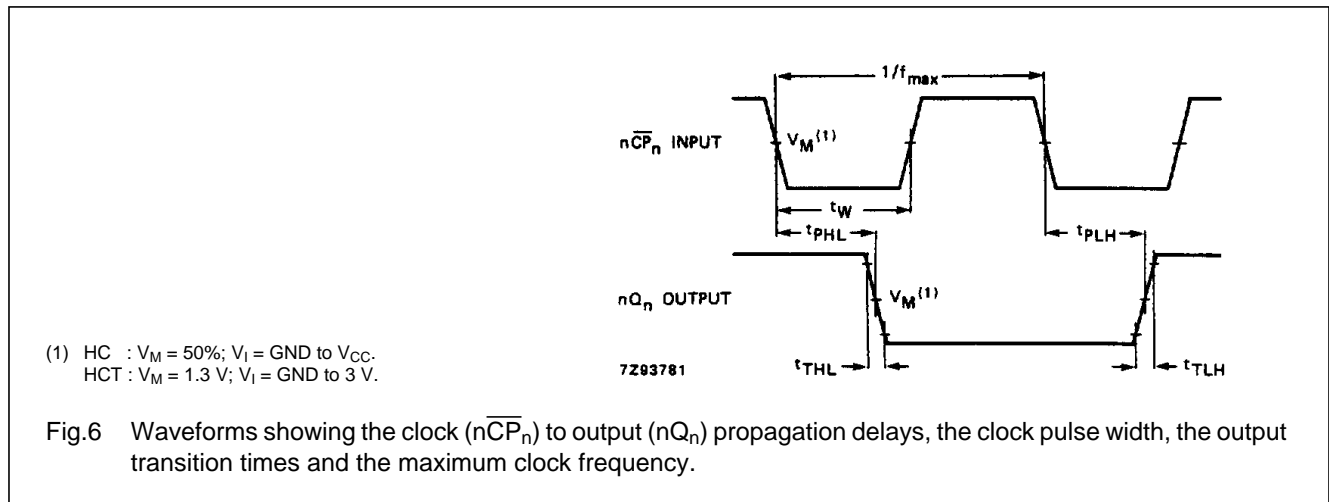 1/fmax
nC̅P̅n INPUT
VM(1)
tW
tPHL
tPLH
nQn OUTPUT
VM(1)
(1) HC : VM = 50%; VI = GND to VCC.
HCT : VM = 1.3 V; VI = GND to 3 V.
7Z93781
tTHL
tTLH
Fig.6 Waveforms showing the clock (nC̅P̅n) to output (nQn) propagation delays, the clock pulse width, the output
transition times and the maximum clock frequency.